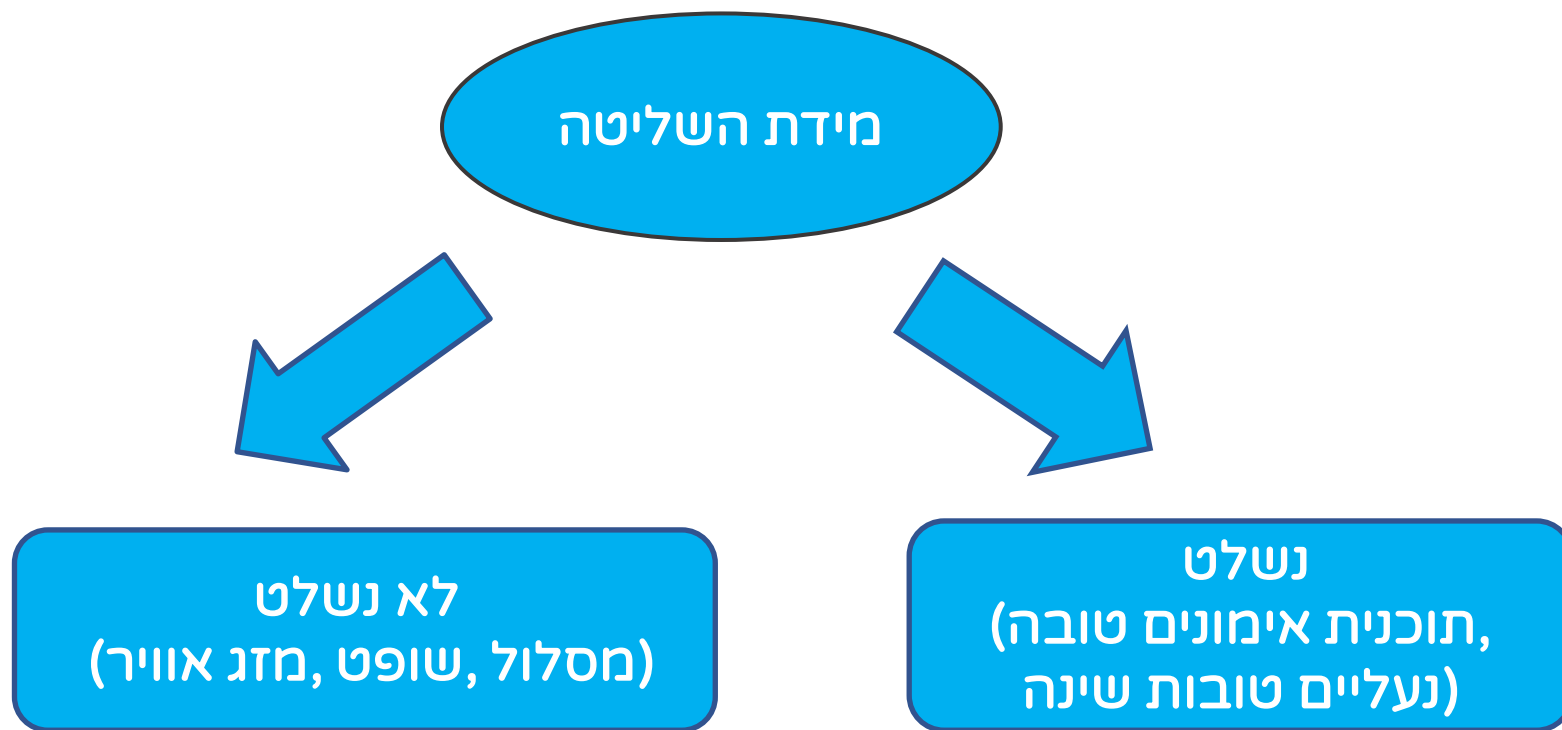 מידת השליטה
נשלט
(תוכנית אימונים טובה,
נעליים טובות שינה)
לא נשלט
(מסלול, שופט, מזג אוויר)